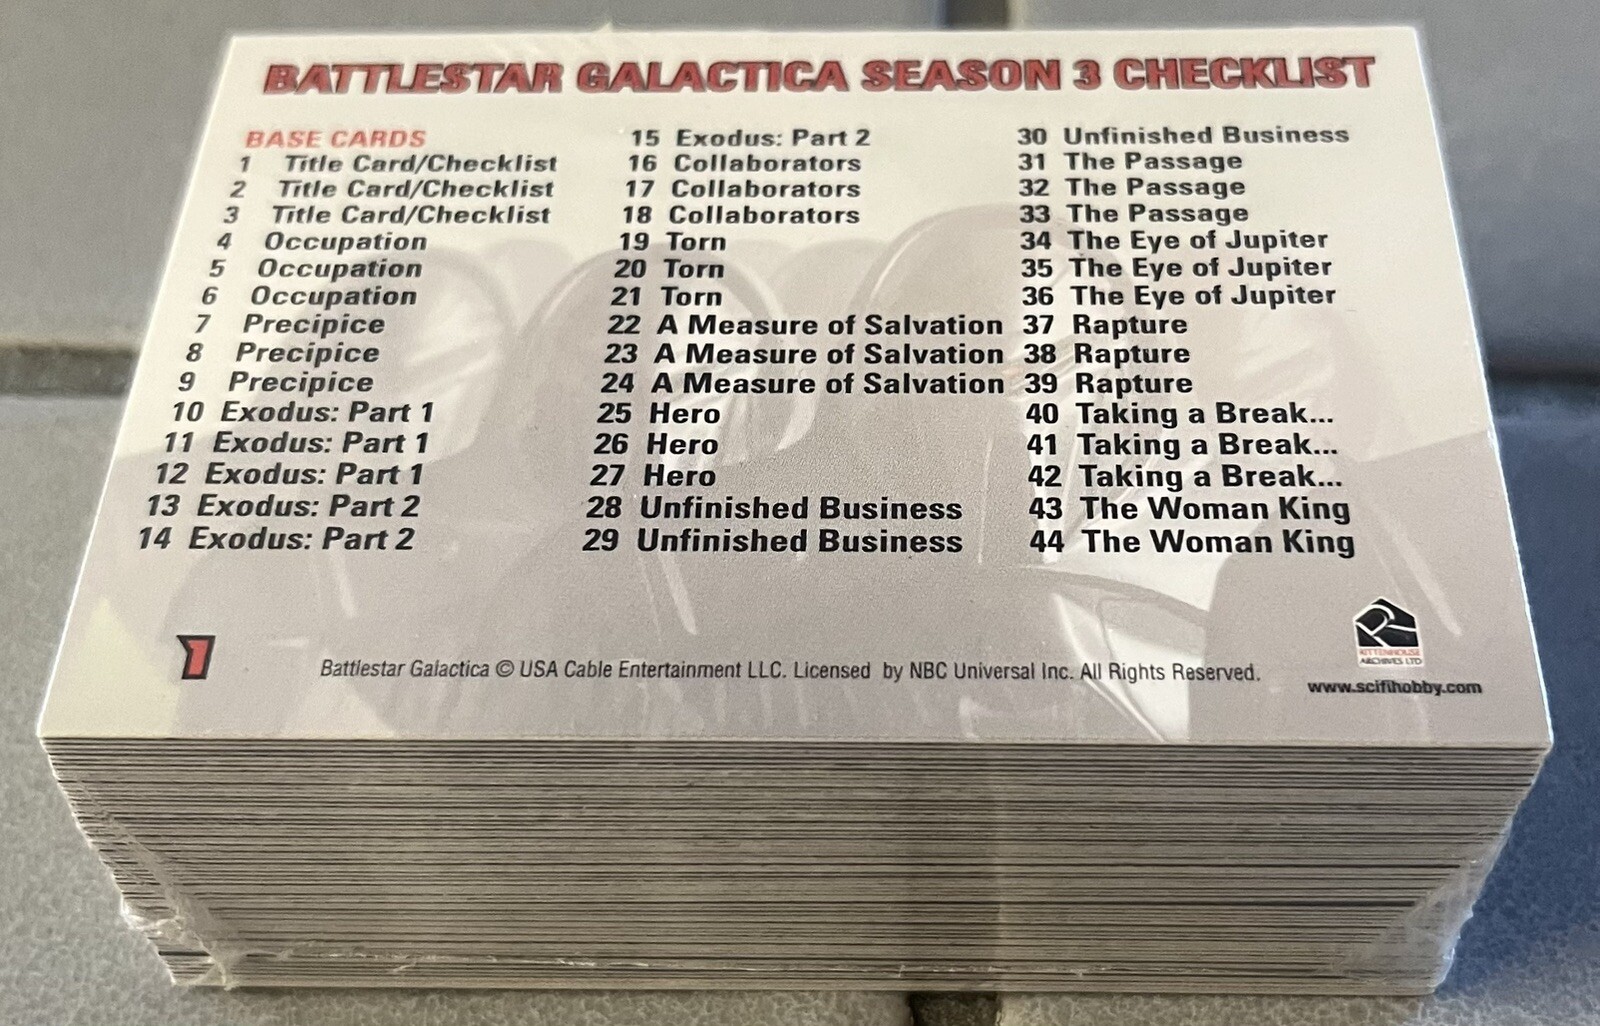 BATTLESTAR GALACTICA SEASON 3 CHECKLIST
BASE CARDS
1 Title Card/Checklist
2 Title Card/Checklist
3 Title Card/Checklist
4 Occupation
5 Occupation
6 Occupation
7 Precipice
8 Precipice
9 Precipice
10 Exodus: Part 1
11 Exodus: Part 1
12 Exodus: Part 1
13 Exodus: Part 2
14 Exodus: Part 2
15 Exodus: Part 2
16 Collaborators
17 Collaborators
18 Collaborators
19 Torn
20 Torn
21 Torn
22 A Measure of Salvation
23 A Measure of Salvation
24 A Measure of Salvation
25 Hero
26 Hero
27 Hero
28 Unfinished Business
29 Unfinished Business
30 Unfinished Business
31 The Passage
32 The Passage
33 The Passage
34 The Eye of Jupiter
35 The Eye of Jupiter
36 The Eye of Jupiter
37 Rapture
38 Rapture
39 Rapture
40 Taking a Break...
41 Taking a Break...
42 Taking a Break...
43 The Woman King
44 The Woman King
1
Battlestar Galactica © USA Cable Entertainment LLC. Licensed by NBC Universal Inc. All Rights Reserved.
RITTENHOUSE
ARCHIVES LTD
www.scifihobby.com